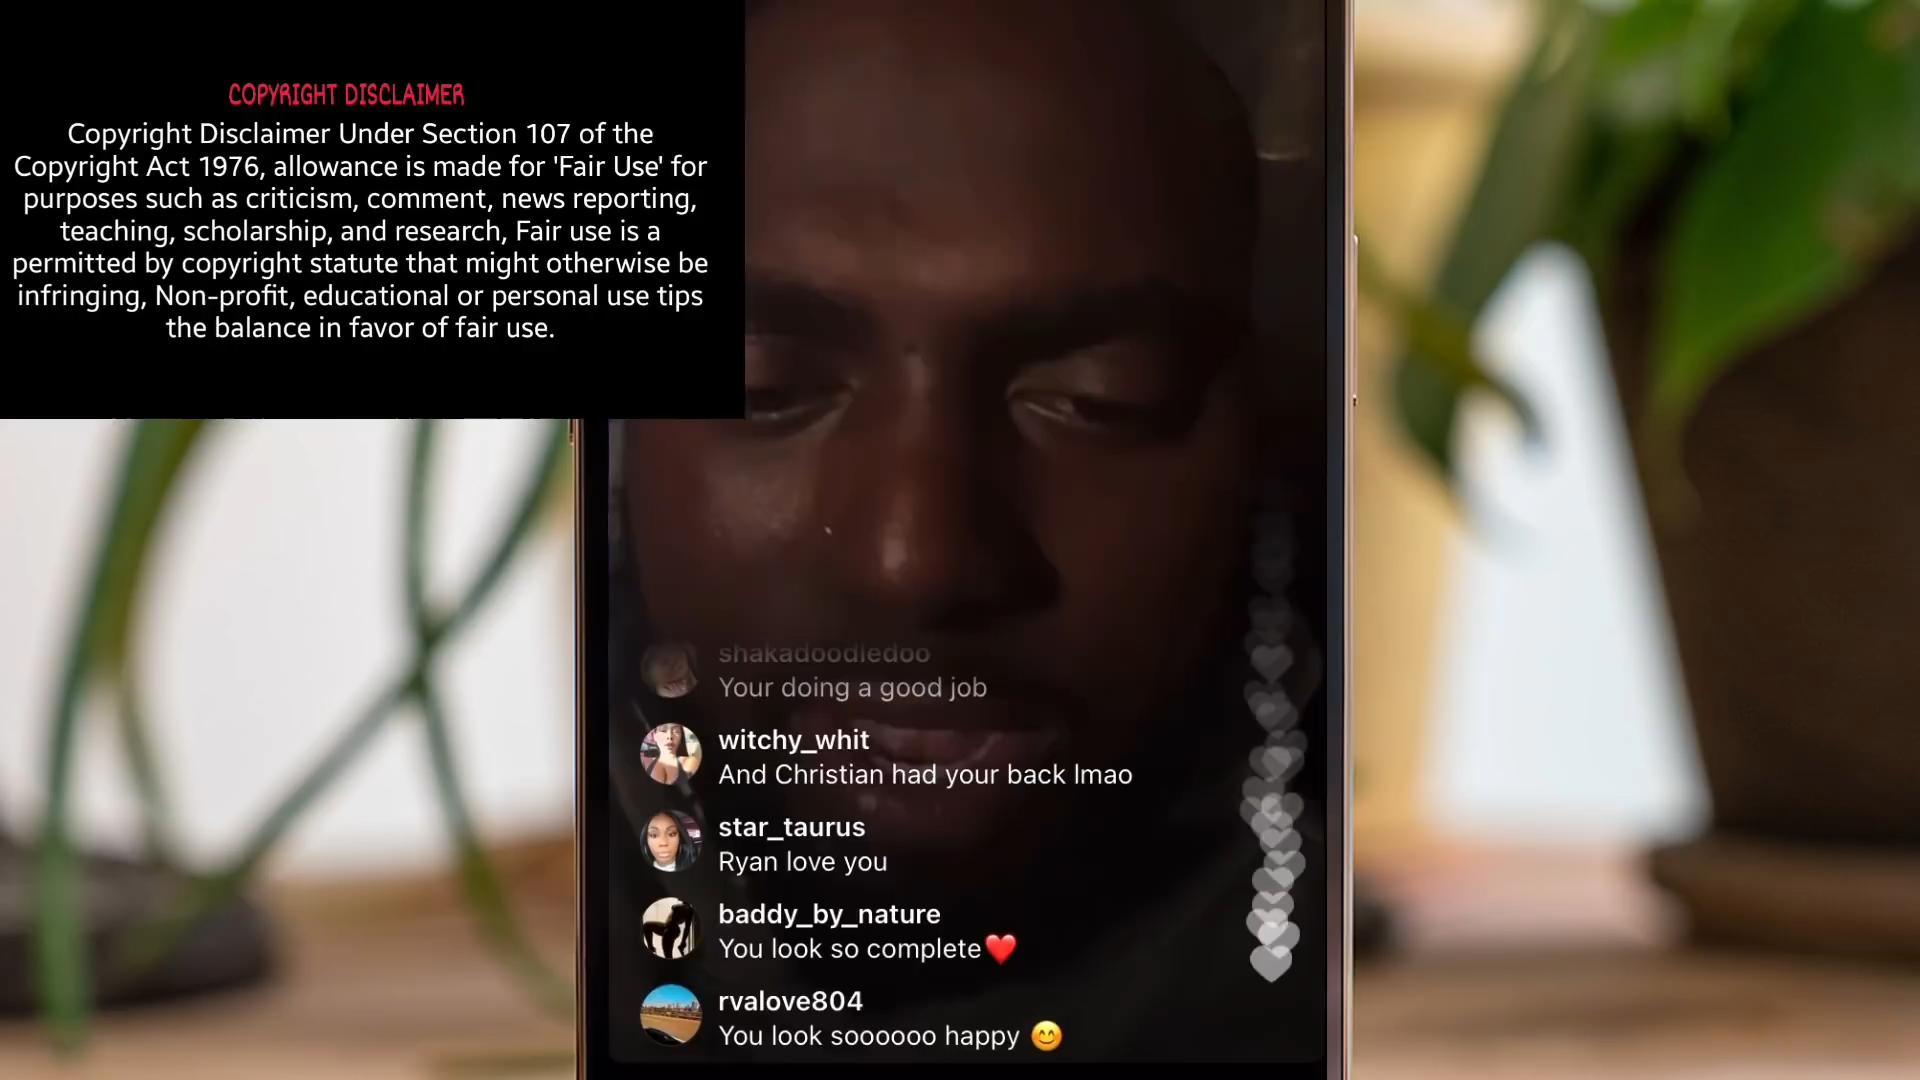 COPYRIGHT DISCLAIMER
Copyright Disclaimer Under Section 107 of the
Copyright Act 1976, allowance is made for 'Fair Use' for
purposes such as criticism, comment, news reporting,
teaching, scholarship, and research, Fair use is a
permitted by copyright statute that might otherwise be
infringing, Non-profit, educational or personal use tips
the balance in favor of fair use.
shakadoodledoo
Your doing a good job
witchy_whit
And Christian had your back lmao
star_taurus
Ryan love you
baddy_by_nature
You look so complete❤️
rvalove804
You look soooooo happy 😊